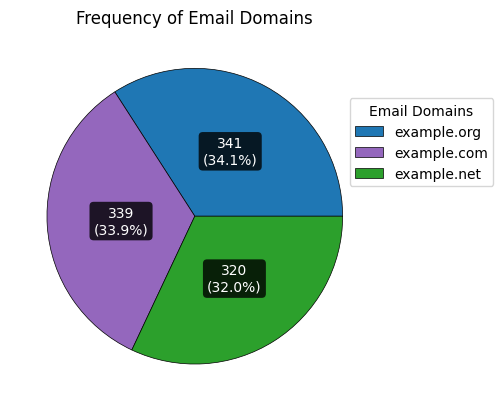 Frequency of Email Domains
341
(34.1%)
339
(33.9%)
320
(32.0%)
Email Domains
example.org
example.com
example.net